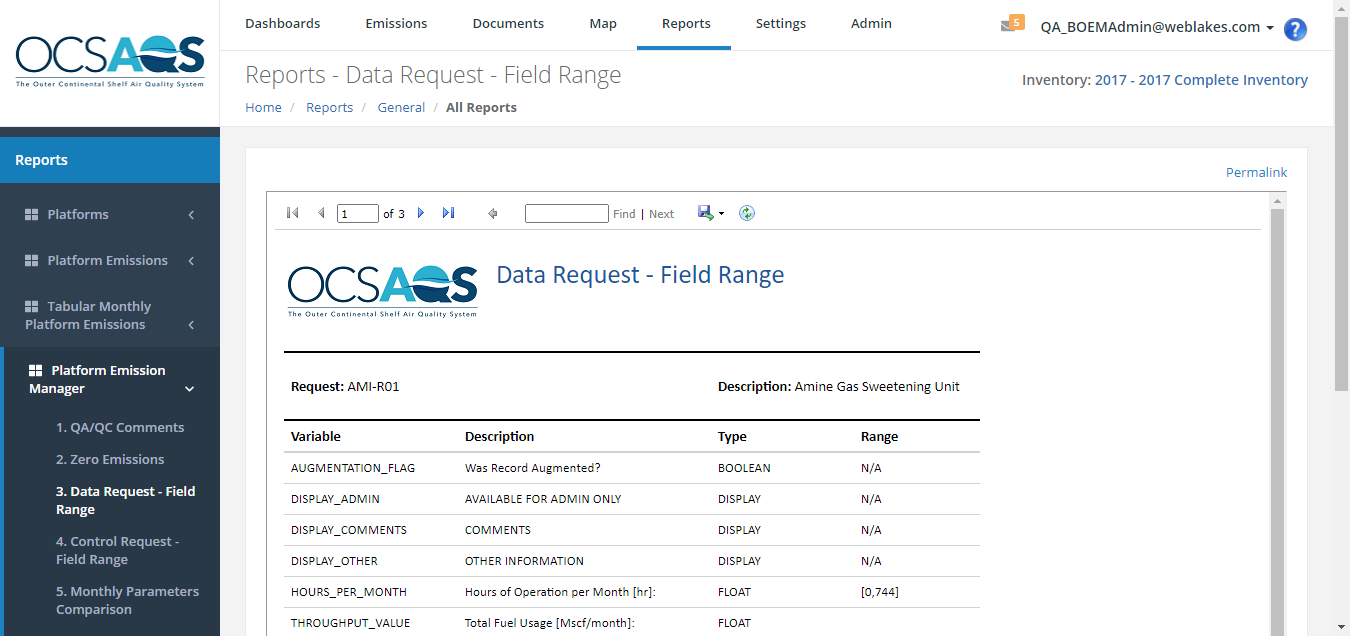 OCSAQS
The Outer Continental Shelf Air Quality System
Dashboards Emissions Documents Map Reports Settings Admin
5 QA_BOEMAdmin@weblakes.com ?
Reports - Data Request - Field Range
Inventory: 2017 - 2017 Complete Inventory
Home / Reports / General / All Reports
Reports
Platforms
Platform Emissions
Tabular Monthly
Platform Emissions
Platform Emission
Manager
1. QA/QC Comments
2. Zero Emissions
3. Data Request - Field
Range
4. Control Request -
Field Range
5. Monthly Parameters
Comparison
Permalink
1 of 3 Find | Next
OCSAQS
The Outer Continental Shelf Air Quality System
Data Request - Field Range
Request: AMI-R01 Description: Amine Gas Sweetening Unit
Variable Description Type Range
AUGMENTATION_FLAG Was Record Augmented? BOOLEAN N/A
DISPLAY_ADMIN AVAILABLE FOR ADMIN ONLY DISPLAY N/A
DISPLAY_COMMENTS COMMENTS DISPLAY N/A
DISPLAY_OTHER OTHER INFORMATION DISPLAY N/A
HOURS_PER_MONTH Hours of Operation per Month [hr]: FLOAT [0,744]
THROUGHPUT_VALUE Total Fuel Usage [Mscf/month]: FLOAT